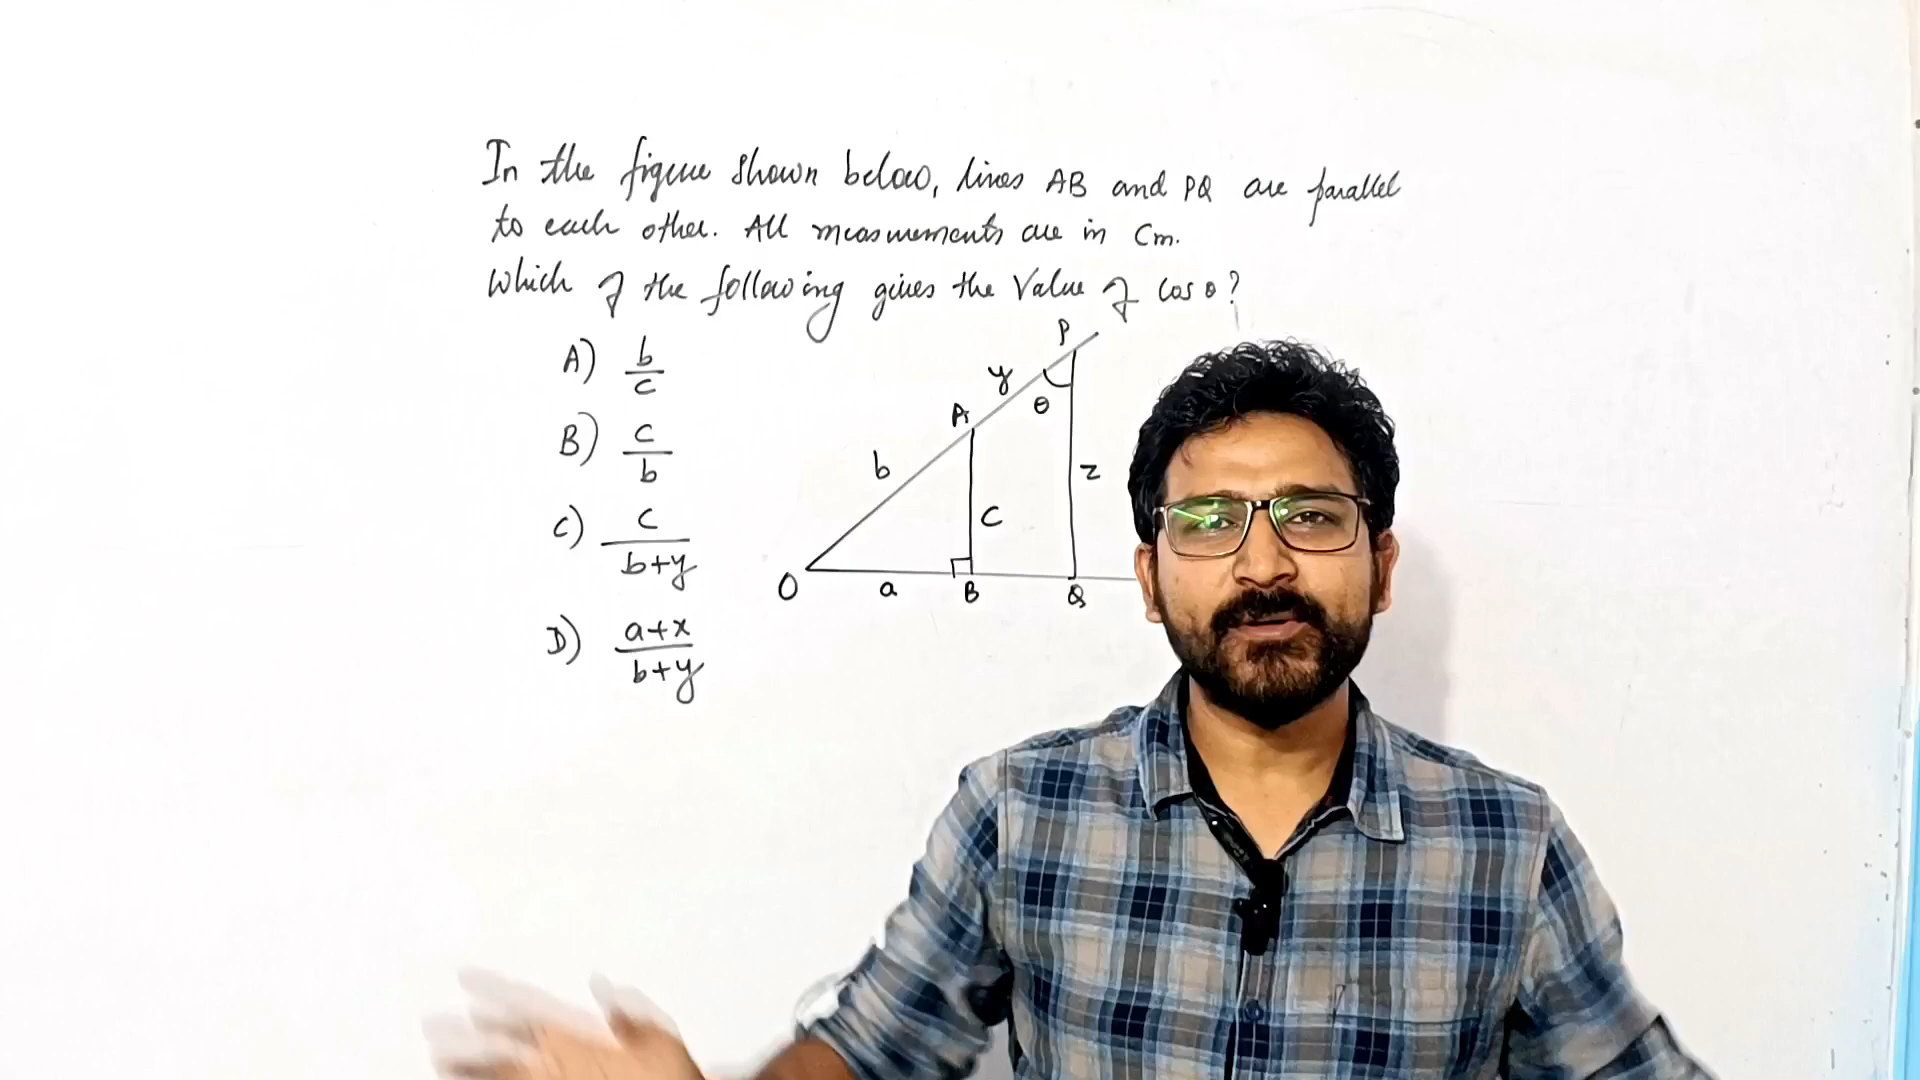 In the figure shown below, lines AB and PQ are parallel
to each other. All measurements are in Cm.
Which of the following gives the Value of cos θ?
A) b/c
B) c/b
C) c/b+y
D) a+x/b+y
P
y
θ
A
b
z
c
O
a
B
Q